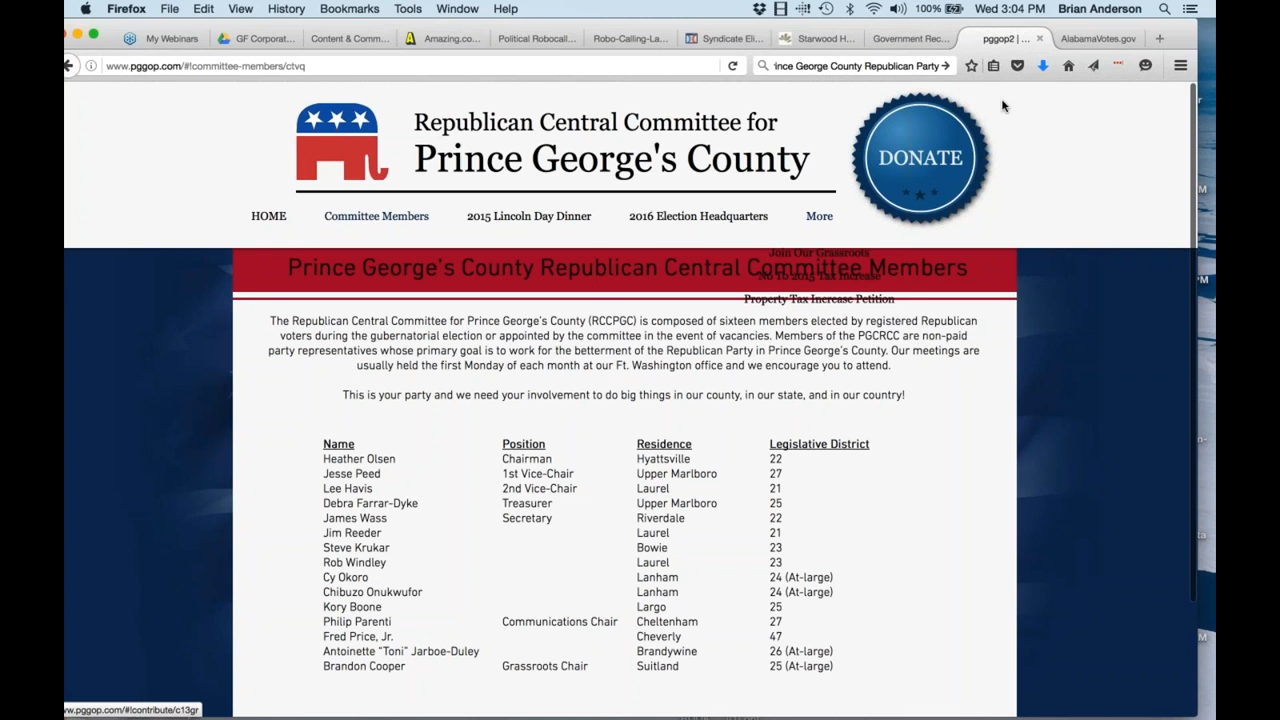 Firefox File Edit View History Bookmarks Tools Window Help 100% Wed 3:04 PM Brian Anderson
My Webinars GF Corporat... Content & Comm... Amazing.co... Political Robocall... Robo-Calling-La... Syndicate Eli... Starwood H... Government Rec... pggop2 | ... AlabamaVotes.gov
www.pggop.com/#!committee-members/ctvq ince George County Republican Party
Republican Central Committee for
Prince George's County
DONATE
HOME Committee Members 2015 Lincoln Day Dinner 2016 Election Headquarters More
Join Our Grassroots
Prince George's County Republican Central Committee Members
No To 2015 Tax Increase
Property Tax Increase Petition
The Republican Central Committee for Prince George's County (RCCPGC) is composed of sixteen members elected by registered Republican
voters during the gubernatorial election or appointed by the committee in the event of vacancies. Members of the PGCRCC are non-paid
party representatives whose primary goal is to work for the betterment of the Republican Party in Prince George's County. Our meetings are
usually held the first Monday of each month at our Ft. Washington office and we encourage you to attend.
This is your party and we need your involvement to do big things in our county, in our state, and in our country!
Name Position Residence Legislative District
Heather Olsen Chairman Hyattsville 22
Jesse Peed 1st Vice-Chair Upper Marlboro 27
Lee Havis 2nd Vice-Chair Laurel 21
Debra Farrar-Dyke Treasurer Upper Marlboro 25
James Wass Secretary Riverdale 22
Jim Reeder Laurel 21
Steve Krukar Bowie 23
Rob Windley Laurel 23
Cy Okoro Lanham 24 (At-large)
Chibuzo Onukwufor Lanham 24 (At-large)
Kory Boone Largo 25
Philip Parenti Communications Chair Cheltenham 27
Fred Price, Jr. Cheverly 47
Antoinette "Toni" Jarboe-Duley Brandywine 26 (At-large)
Brandon Cooper Grassroots Chair Suitland 25 (At-large)
ww.pggop.com/#!contribute/c13gr